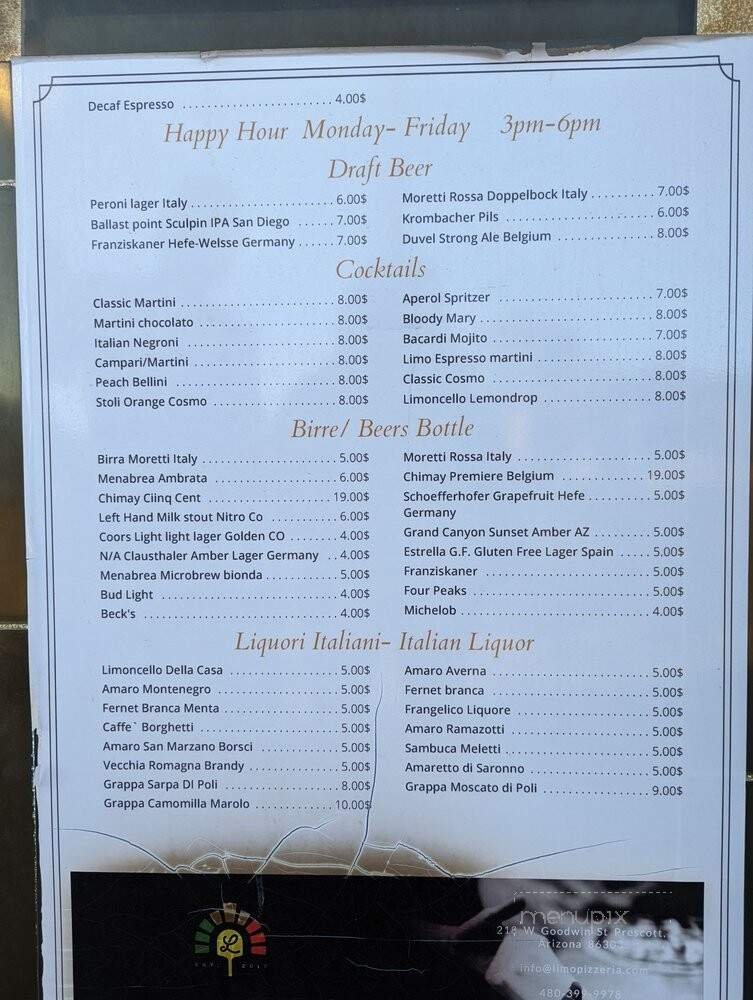 Decaf Espresso ........................ 4.00$
Happy Hour Monday- Friday 3pm-6pm
Draft Beer
Peroni lager Italy ........................ 6.00$
Ballast point Sculpin IPA San Diego ...... 7.00$
Franziskaner Hefe-Welsse Germany ...... 7.00$
Moretti Rossa Doppelbock Italy .......... 7.00$
Krombacher Pils ........................ 6.00$
Duvel Strong Ale Belgium ............... 8.00$
Cocktails
Classic Martini ........................ 8.00$
Martini chocolato ..................... 8.00$
Italian Negroni ....................... 8.00$
Campari/Martini ....................... 8.00$
Peach Bellini ......................... 8.00$
Stoli Orange Cosmo .................... 8.00$
Aperol Spritzer ....................... 7.00$
Bloody Mary ........................... 8.00$
Bacardi Mojito ........................ 7.00$
Limo Espresso martini ................. 8.00$
Classic Cosmo ......................... 8.00$
Limoncello Lemondrop .................. 8.00$
Birre/ Beers Bottle
Birra Moretti Italy ................... 5.00$
Menabrea Ambrata ...................... 6.00$
Chimay Ciinq Cent ..................... 19.00$
Left Hand Milk stout Nitro Co .......... 6.00$
Coors Light light lager Golden CO ....... 4.00$
N/A Clausthaler Amber Lager Germany .. 4.00$
Menabrea Microbrew bionda ........... 5.00$
Bud Light ............................. 4.00$
Beck's ................................ 4.00$
Moretti Rossa Italy ................... 5.00$
Chimay Premiere Belgium ............ 19.00$
Schoefferhofer Grapefruit Hefe ......... 5.00$
Germany
Grand Canyon Sunset Amber AZ ........ 5.00$
Estrella G.F. Gluten Free Lager Spain ..... 5.00$
Franziskaner .......................... 5.00$
Four Peaks ............................ 5.00$
Michelob .............................. 4.00$
Liquori Italiani- Italian Liquor
Limoncello Della Casa ................. 5.00$
Amaro Montenegro ...................... 5.00$
Fernet Branca Menta ................... 5.00$
Caffe` Borghetti ...................... 5.00$
Amaro San Marzano Borsci .............. 5.00$
Vecchia Romagna Brandy ................ 5.00$
Grappa Sarpa DI Poli .................. 8.00$
Grappa Camomilla Marolo ............ 10.00$
Amaro Averna .......................... 5.00$
Fernet branca ......................... 5.00$
Frangelico Liquore .................... 5.00$
Amaro Ramazotti ....................... 5.00$
Sambuca Meletti ....................... 5.00$
Amaretto di Saronno ................... 5.00$
Grappa Moscato di Poli ................ 9.00$
menupix
L
EST. 2017
218 W Goodwin St Prescott,
Arizona 86303
info@limopizzeria.com
480-399-9978